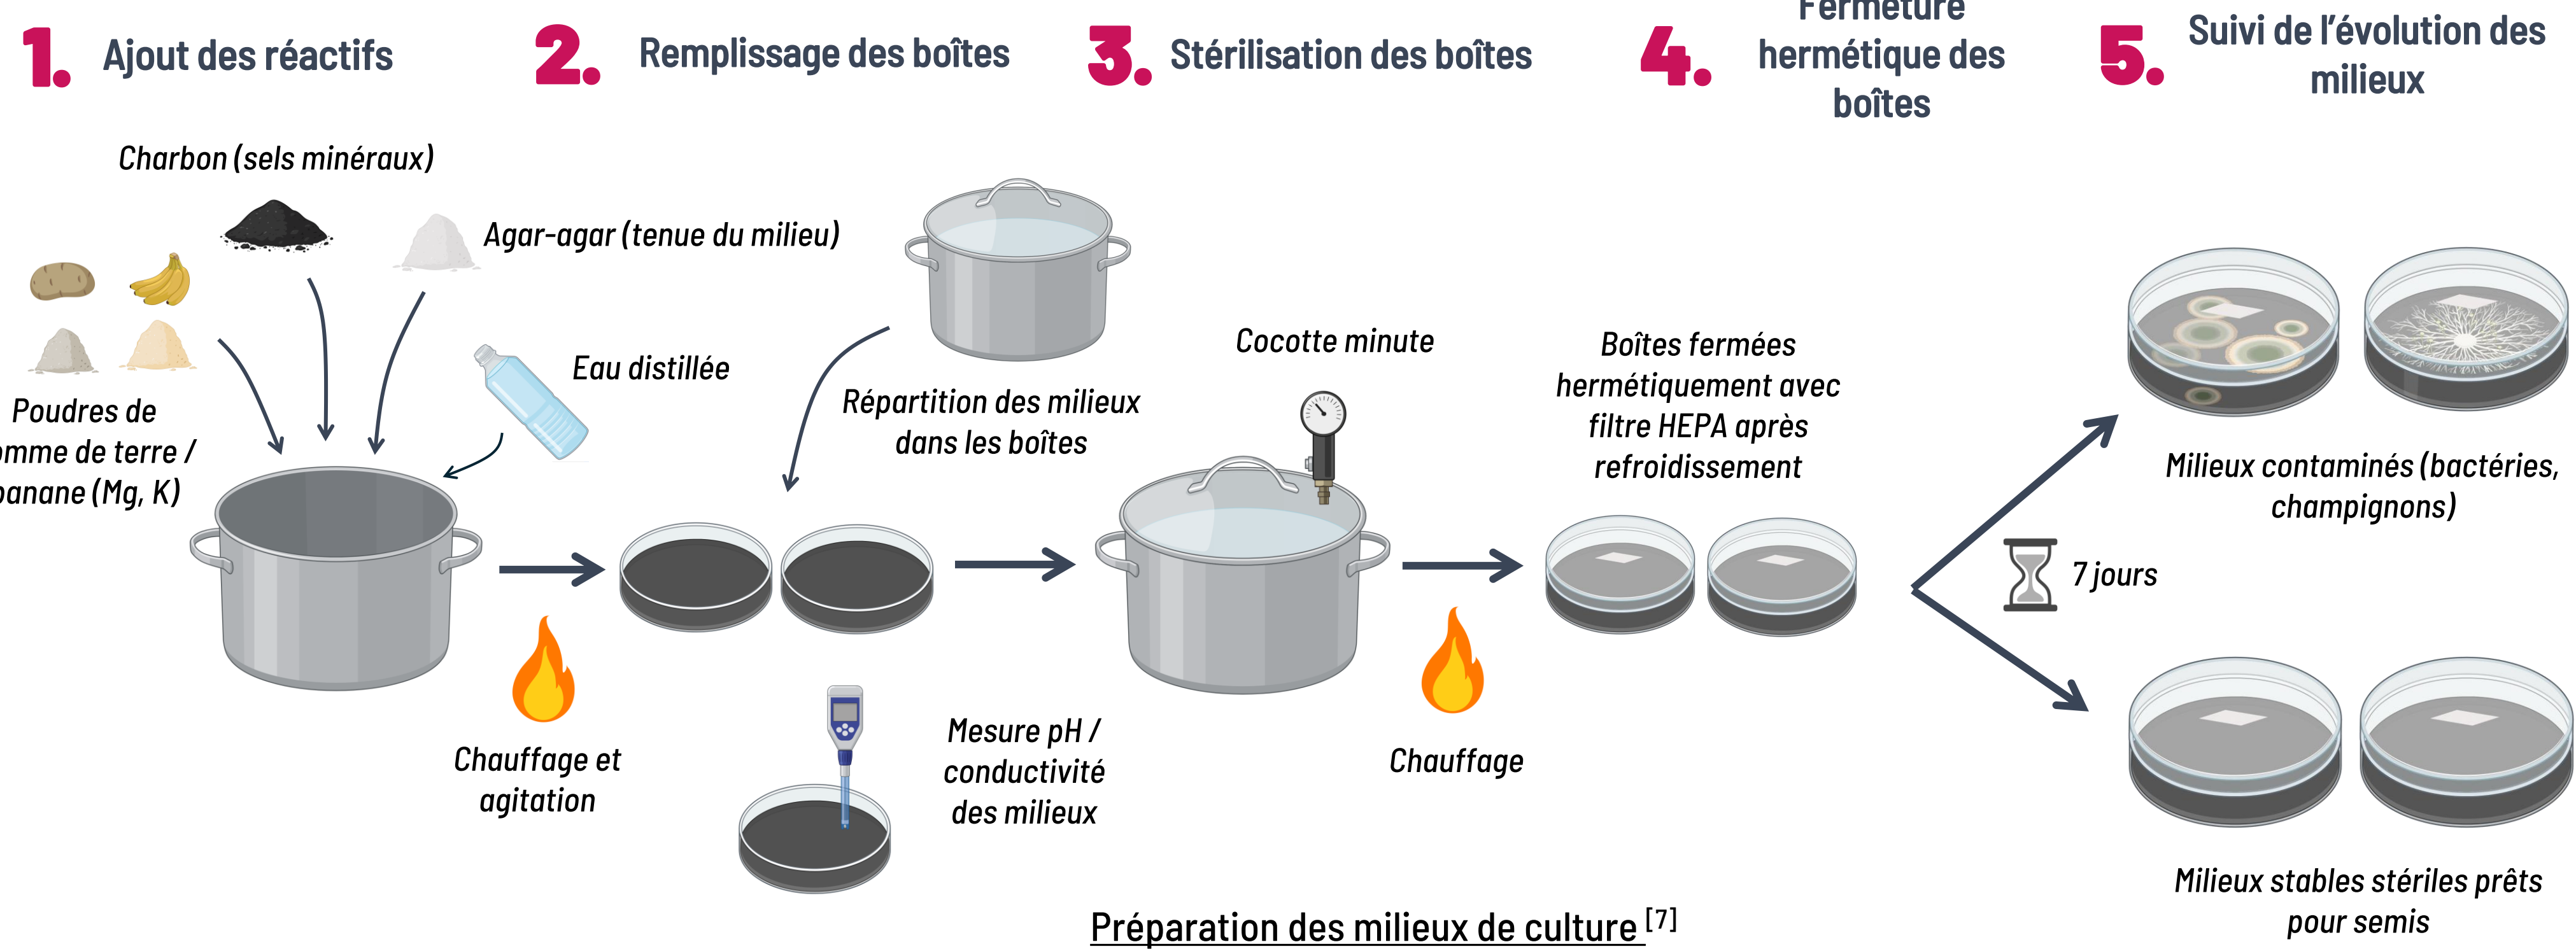 1.
Ajout des réactifs
Charbon (sels minéraux)
Agar-agar (tenue du milieu)
Eau distillée
Poudres de
omme de terre /
banane (Mg, K)
Chauffage et
agitation
2.
Remplissage des boîtes
Répartition des milieux
dans les boîtes
Mesure pH /
conductivité
des milieux
3.
Stérilisation des boîtes
Cocotte minute
Chauffage
4.
Fermeture
hermétique des
boîtes
Boîtes fermées
hermétiquement avec
filtre HEPA après
refroidissement
5.
Suivi de l'évolution des
milieux
Milieux contaminés (bactéries,
champignons)
7 jours
Milieux stables stériles prêts
pour semis
Préparation des milieux de culture [7]